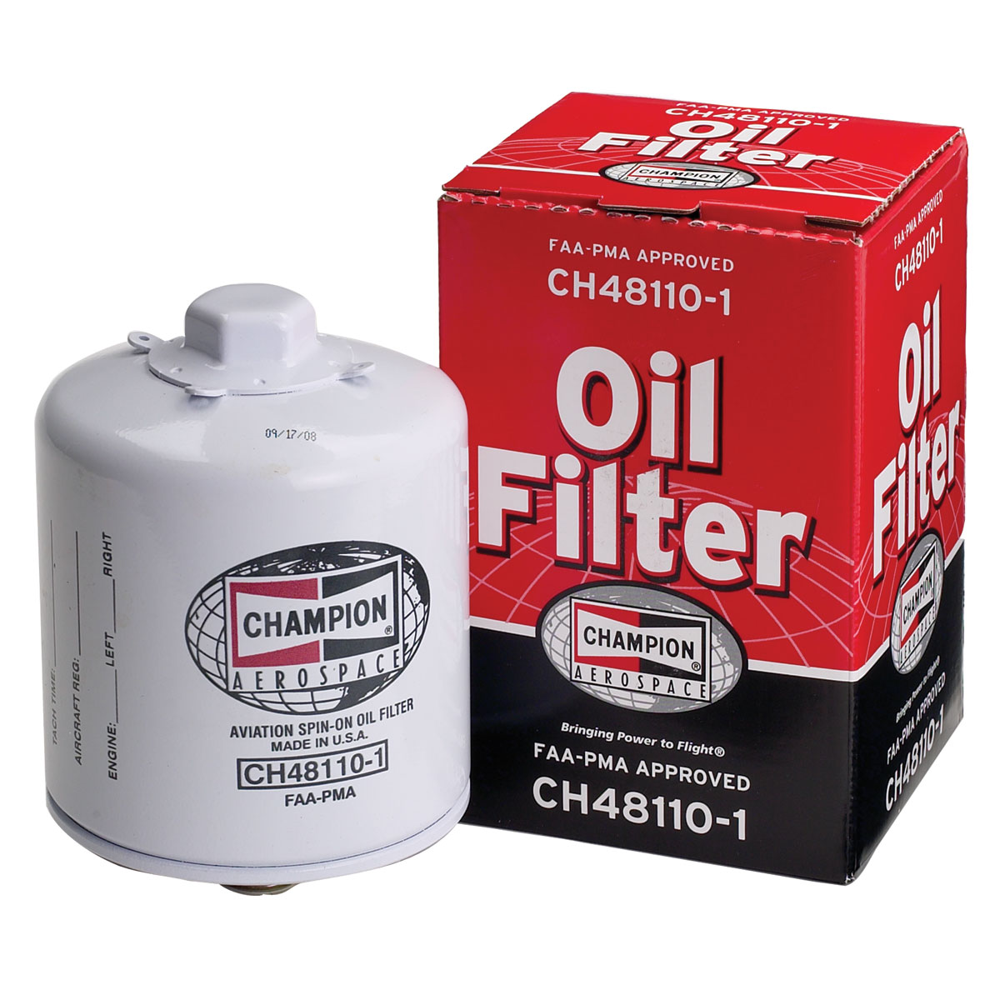 09/17/08
TACH TIME:
AIRCRAFT REG:
ENGINE: LEFT RIGHT
CHAMPION®
AEROSPACE
AVIATION SPIN-ON OIL FILTER
MADE IN U.S.A.
CH48110-1
FAA-PMA
FAA-PMA APPROVED
CH48110-1
Oil
Filter
CHAMPION
AEROSPACE
FAA-PMA APPROVED
CH48110-1
Oil
Filter
CHAMPION®
AEROSPACE
Bringing Power to Flight®
FAA-PMA APPROVED
CH48110-1
FAA-PMA APPROVED
CH48110-1
Oil
Filter
CHAMPION
AEROSPACE
Bringing Power to Flight®
FAA-PMA APPROVED
CH48110-1